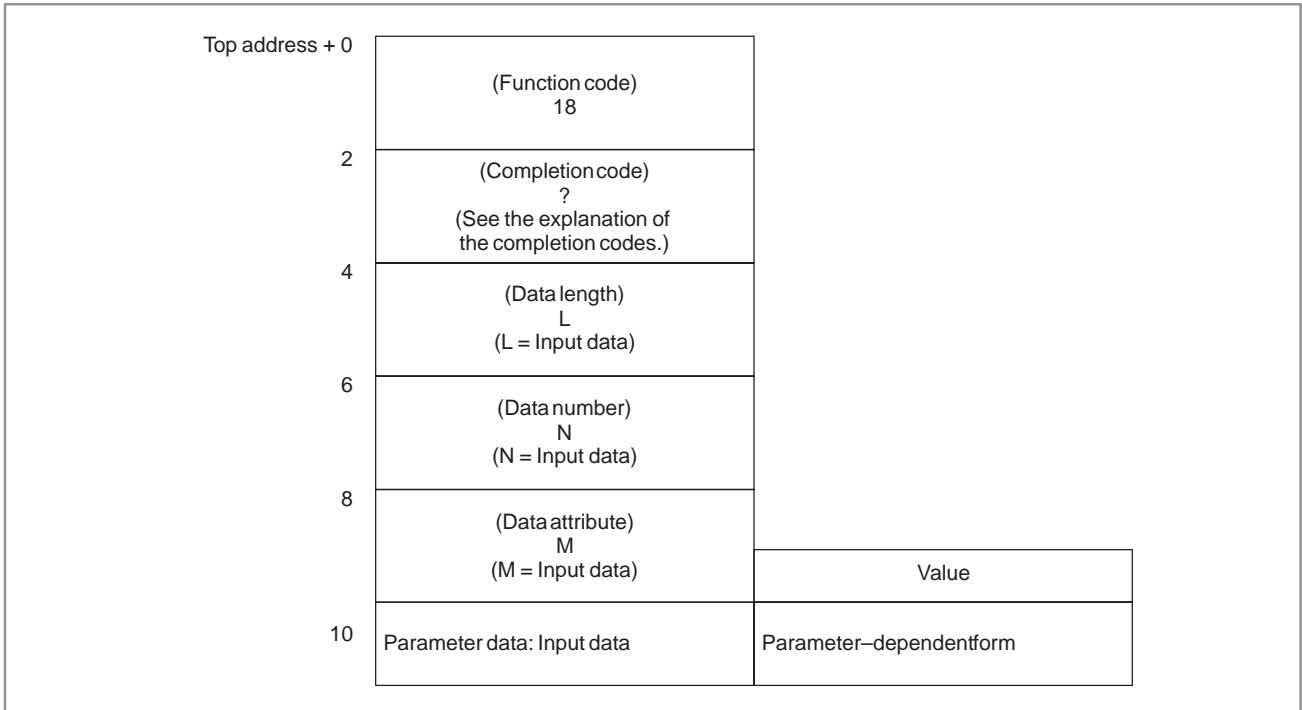 Top address + 0
(Function code)
18
2
(Completion code)
?
(See the explanation of
the completion codes.)
4
(Data length)
L
(L = Input data)
6
(Data number)
N
(N = Input data)
8
(Data attribute)
M
(M = Input data)
Value
10
Parameter data: Input data
Parameter–dependentform